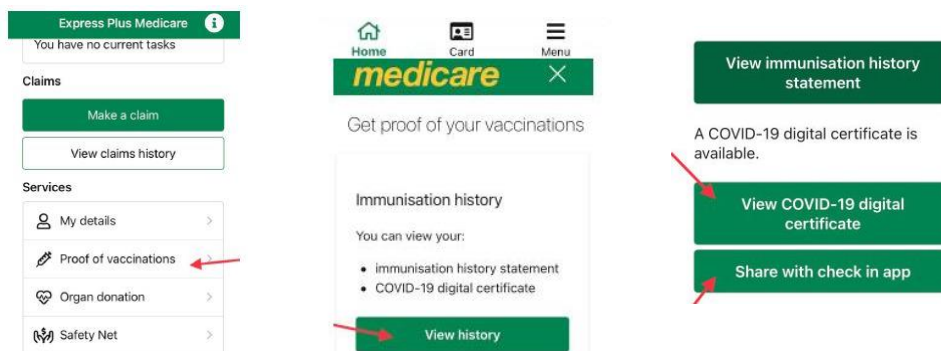 Express Plus Medicare i
You have no current tasks
Claims
Make a claim
View claims history
Services
My details
Proof of vaccinations
Organ donation
Safety Net
Home Card Menu
medicare
Get proof of your vaccinations
Immunisation history
You can view your:
• immunisation history statement
• COVID-19 digital certificate
View history
View immunisation history
statement
A COVID-19 digital certificate is
available.
View COVID-19 digital
certificate
Share with check in app